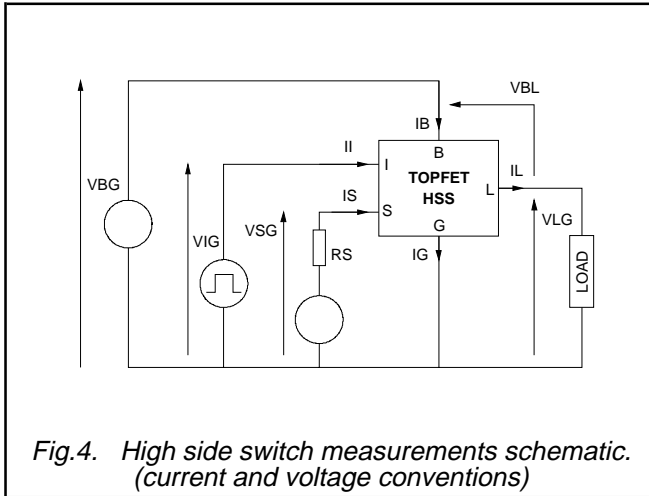 VBL
IB
II
B
I
TOPFET
HSS
IL
L
VBG
IS
S
VLG
VSG
G
VIG
RS
IG
LOAD
Fig.4. High side switch measurements schematic.
(current and voltage conventions)